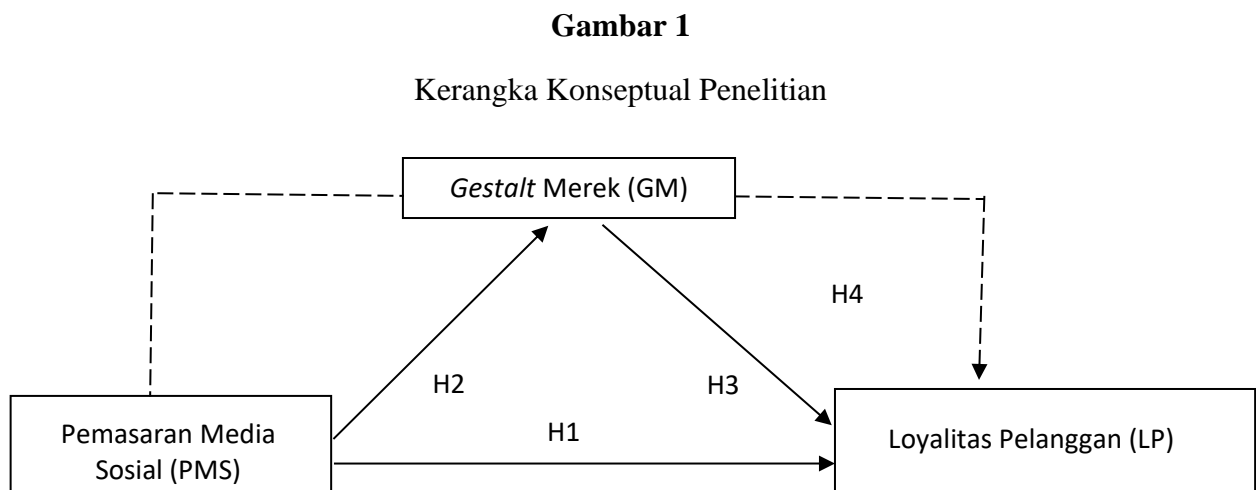 Gambar 1
Kerangka Konseptual Penelitian
Gestalt Merek (GM)
H4
H2
H3
H1
Pemasaran Media
Sosial (PMS)
Loyalitas Pelanggan (LP)